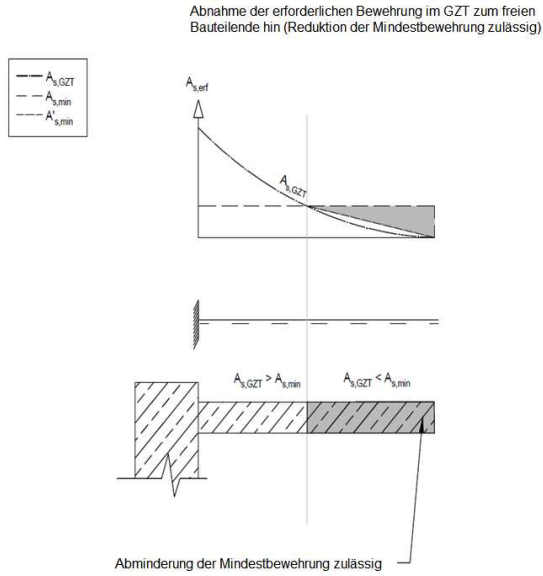 Abnahme der erforderlichen Bewehrung im GZT zum freien
Bauteilende hin (Reduktion der Mindestbewehrung zulässig)
A_s,GZT
A_s,min
A'_s,min
A_s,erf
A_s,GZT
A_s,GZT > A_s,min
A_s,GZT < A_s,min
Abminderung der Mindestbewehrung zulässig